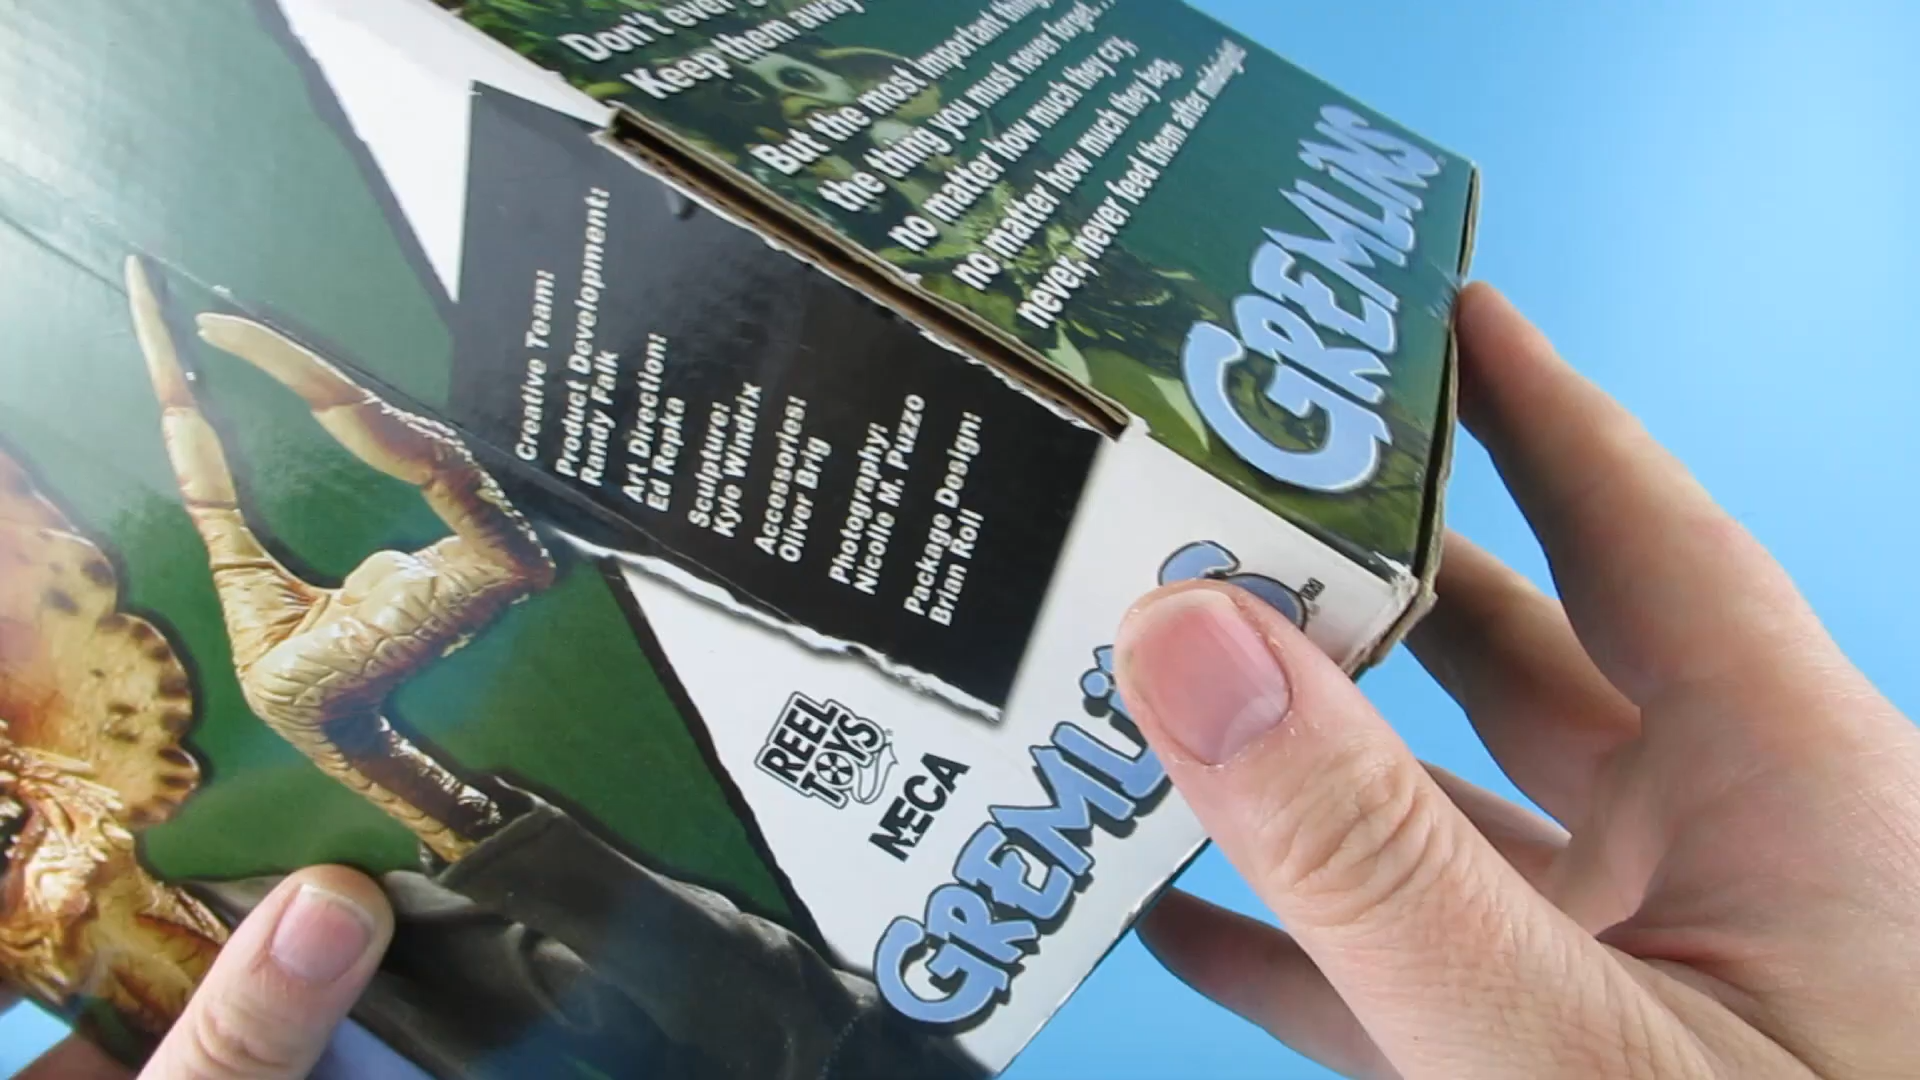 Don't ever
Keep them away
But the most important thing
the thing you must never forget...
no matter how much they cry,
no matter how much they beg,
never, never feed them after midnight
GREMLINS
Creative Team:
Product Development:
Randy Falk
Art Direction:
Ed Repka
Sculpture:
Kyle Windrix
Accessories:
Oliver Brig
Photography:
Nicolle M. Puzzo
Package Design:
Brian Roll
REEL
TOYS
NECA
GREMLINS™